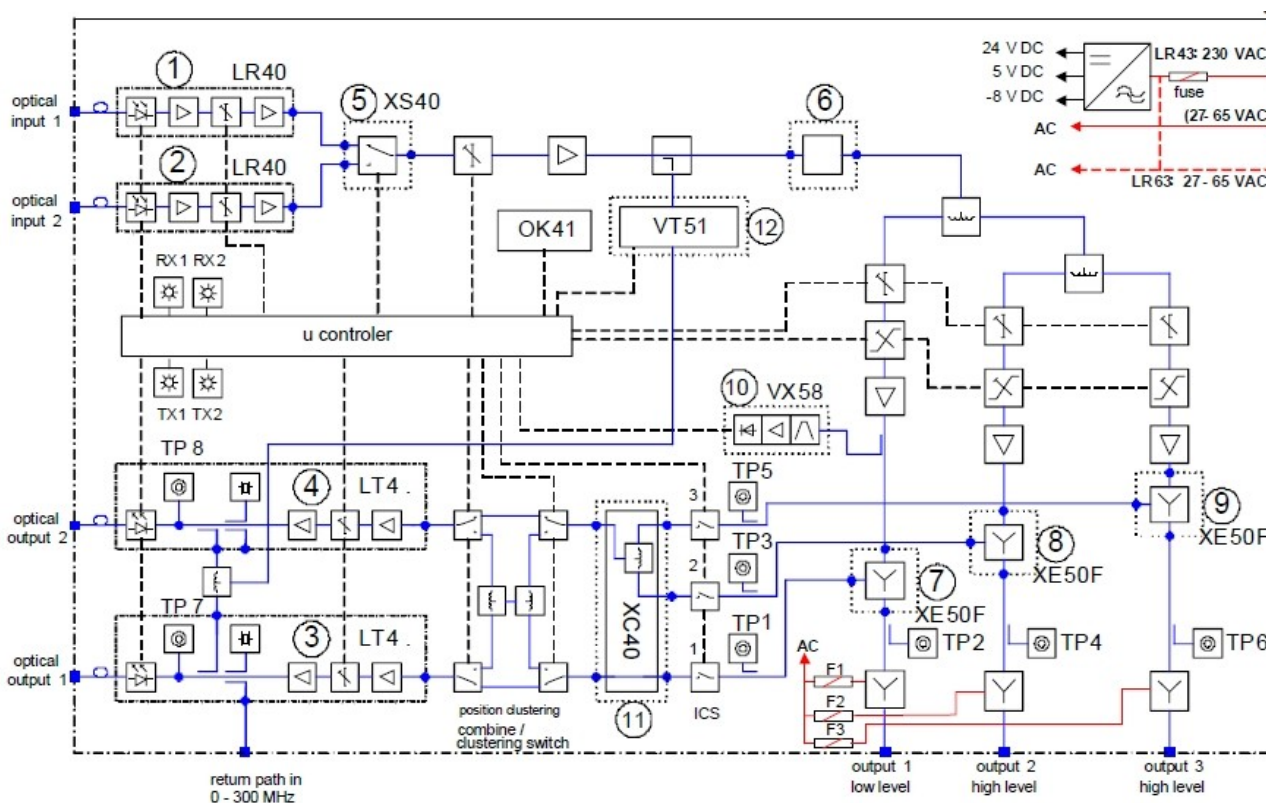 24 V DC
5 V DC
-8 V DC
LR43: 230 VAC
fuse
(27- 65 VAC
AC
AC
LR63: 27 - 65 VAC
1
LR40
optical
input 1
5
XS40
6
2
LR40
optical
input 2
OK41
VT51
12
RX1 RX2
u controler
TX1 TX2
10
VX58
TP 8
4
LT4 .
optical
output 2
3
TP5
9
XE50F
2
TP3
8
XE50F
XC40
TP 7
3
LT4 .
optical
output 1
1
TP1
7
XE50F
TP2
TP4
TP6
AC
F1
F2
F3
position clustering
combine /
clustering switch
11
ICS
return path in
0 - 300 MHz
output 1
low level
output 2
high level
output 3
high level